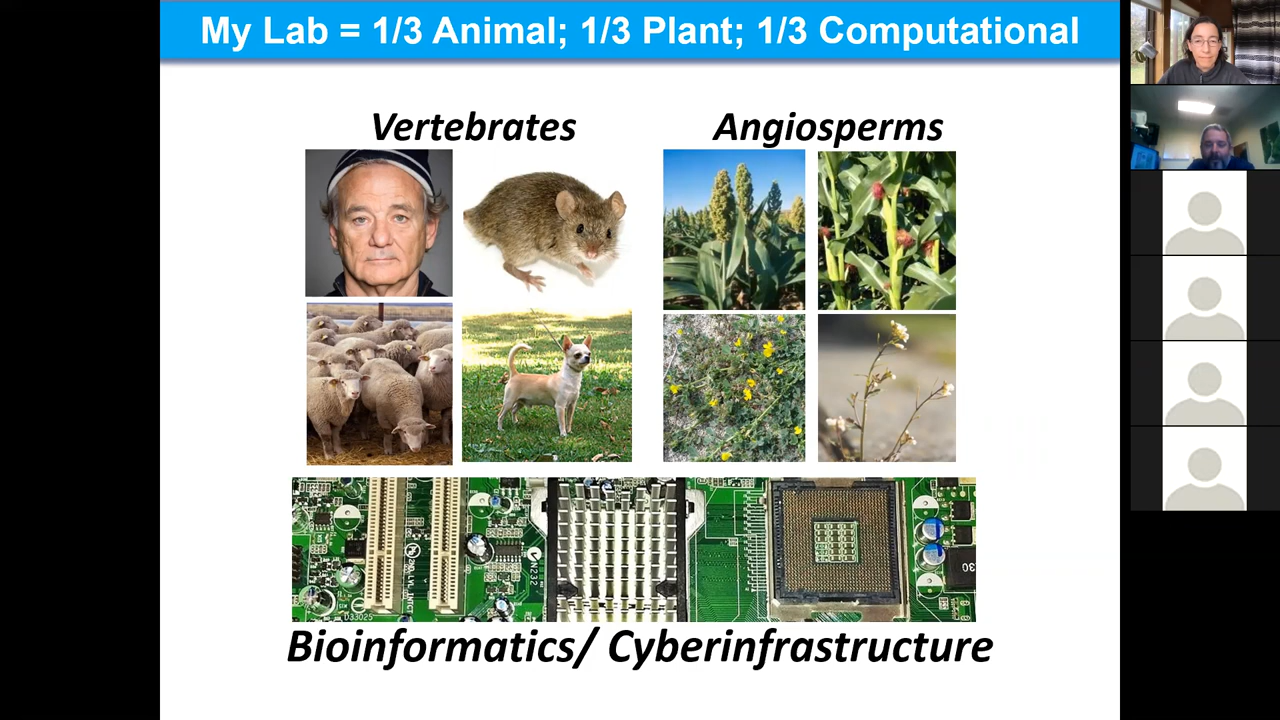 My Lab = 1/3 Animal; 1/3 Plant; 1/3 Computational
Vertebrates
Angiosperms
Bioinformatics/ Cyberinfrastructure